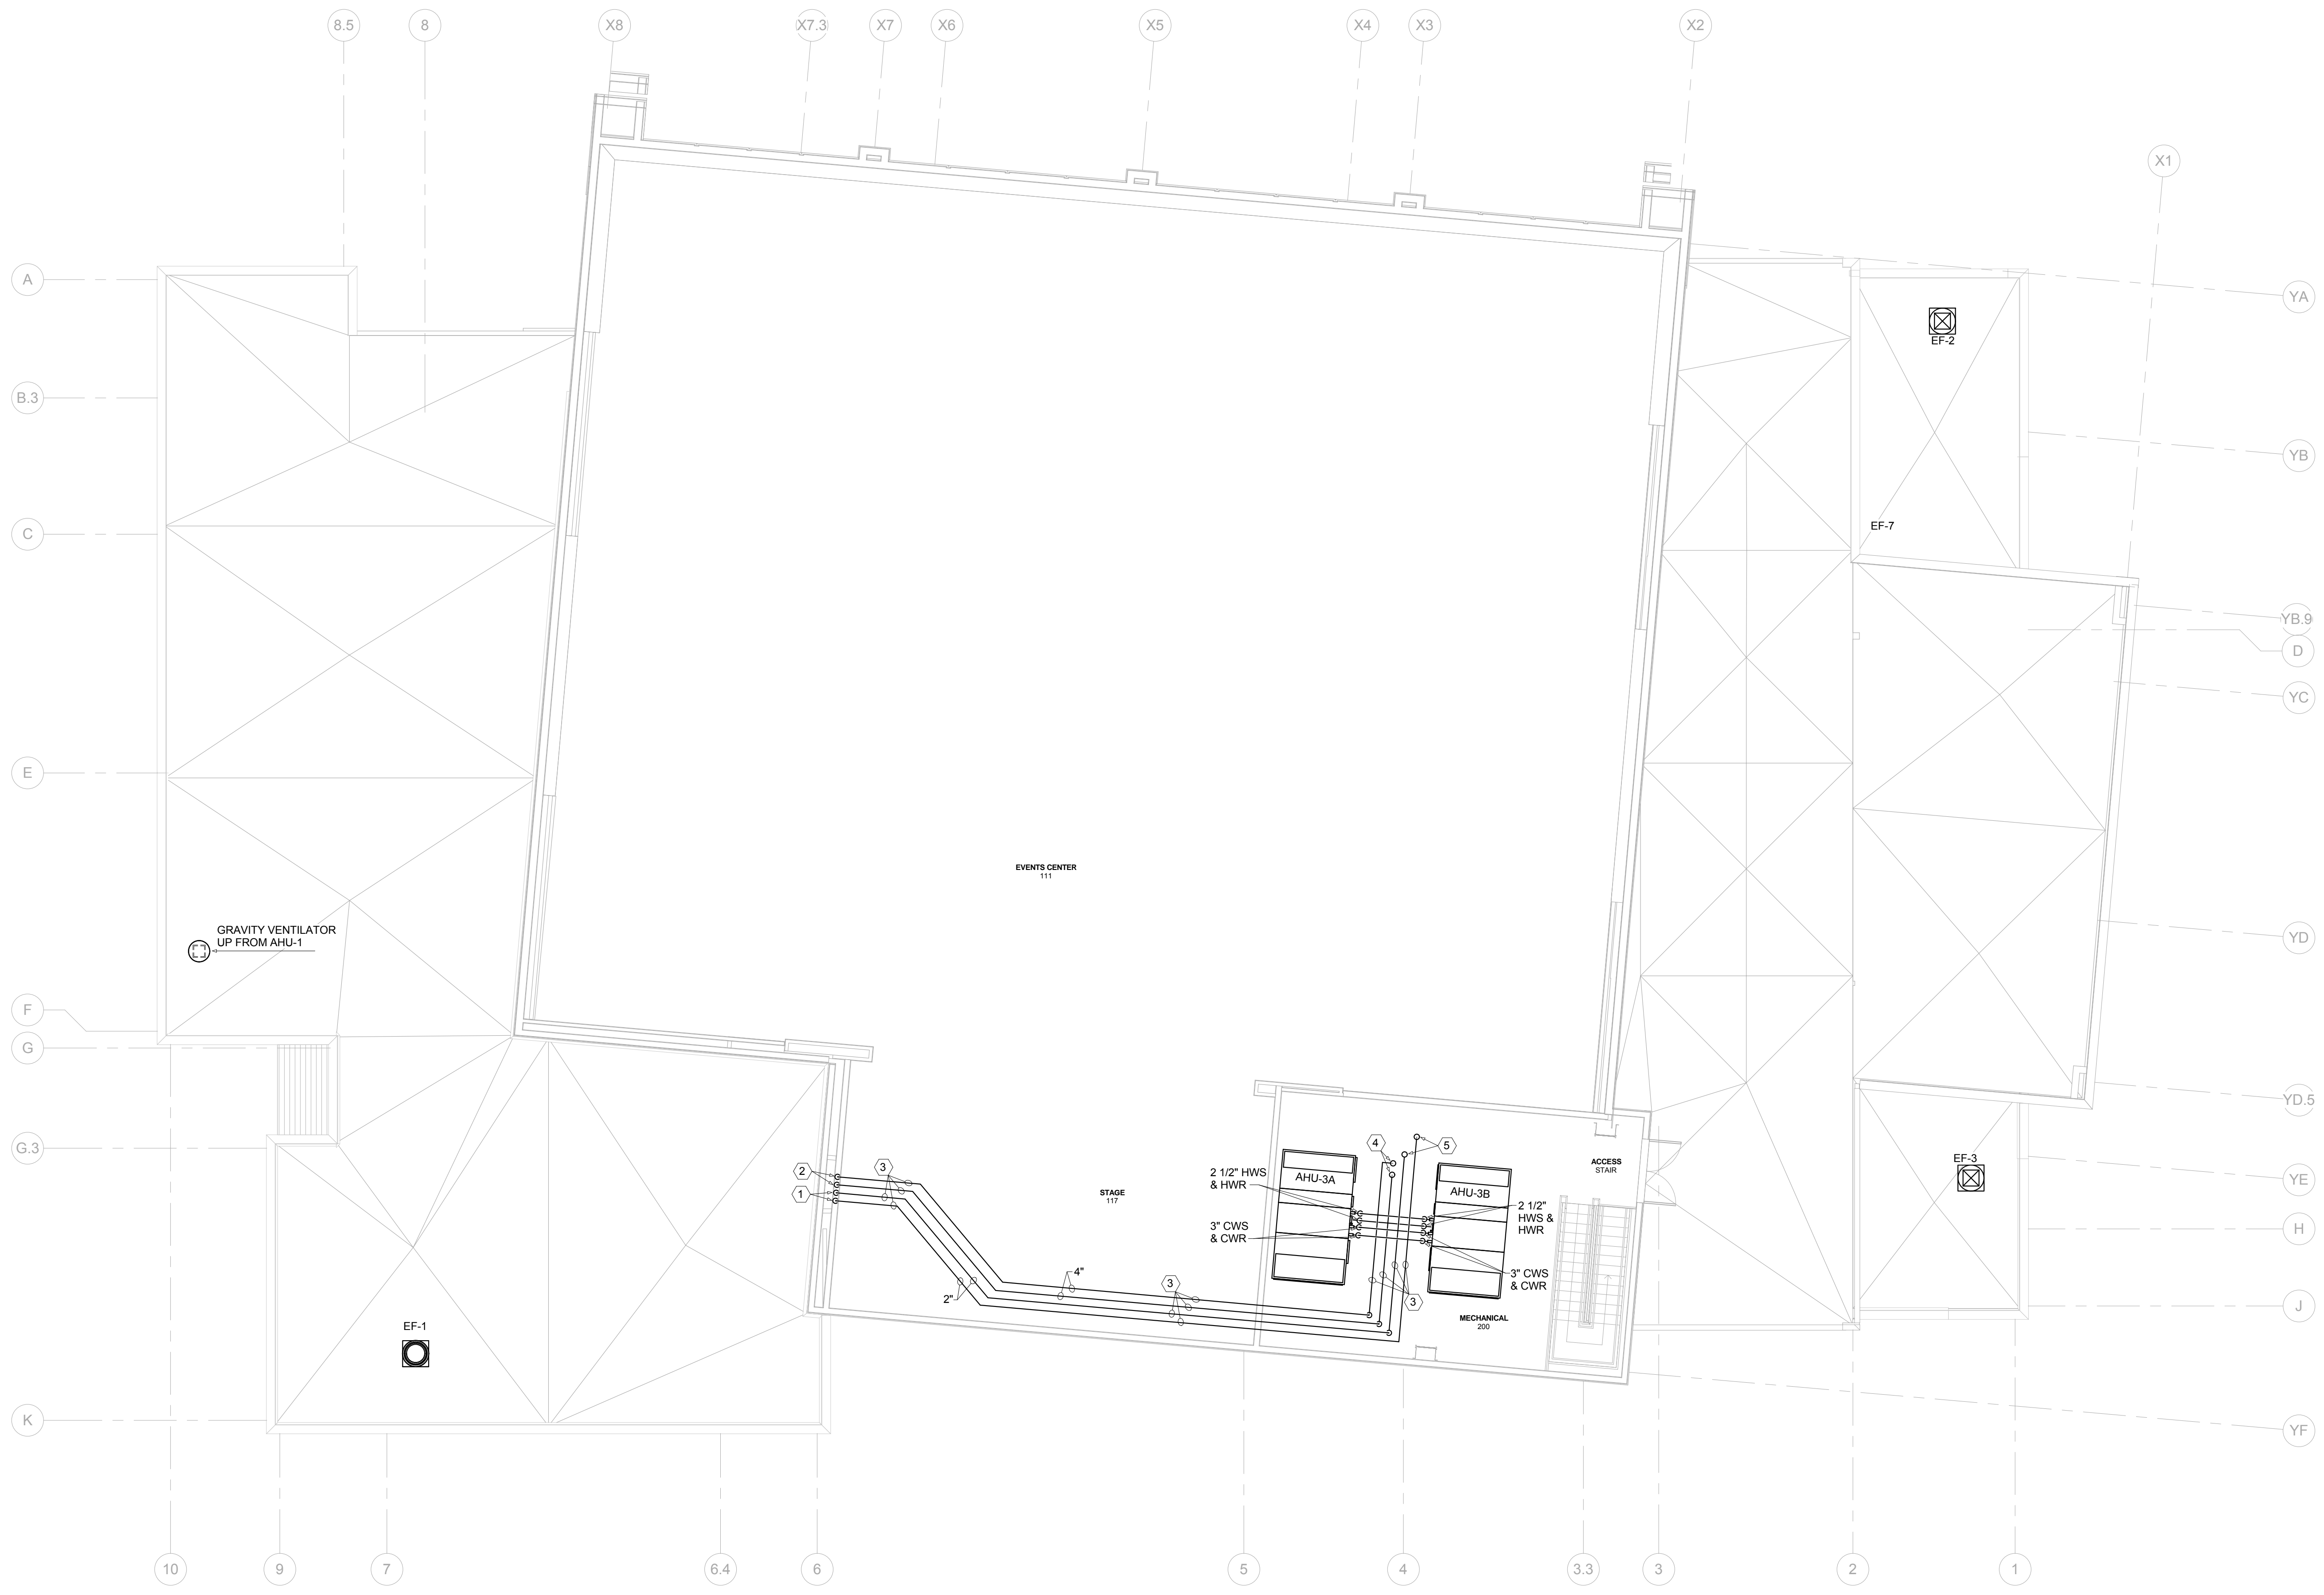 8.5
8
X8
X7.3
X7
X6
X5
X4
X3
X2
X1
A
YA
EF-2
B.3
YB
C
EF-7
YB.9
D
YC
E
EVENTS CENTER
111
GRAVITY VENTILATOR
UP FROM AHU-1
YD
F
G
YD.5
G.3
2
3
1
4
5
ACCESS
STAIR
EF-3
2 1/2" HWS
& HWR
AHU-3A
AHU-3B
STAGE
117
YE
3" CWS
& CWR
2 1/2"
HWS &
HWR
H
4"
3
2"
3" CWS
& CWR
3
J
MECHANICAL
200
EF-1
K
YF
10
9
7
6.4
6
5
4
3.3
3
2
1